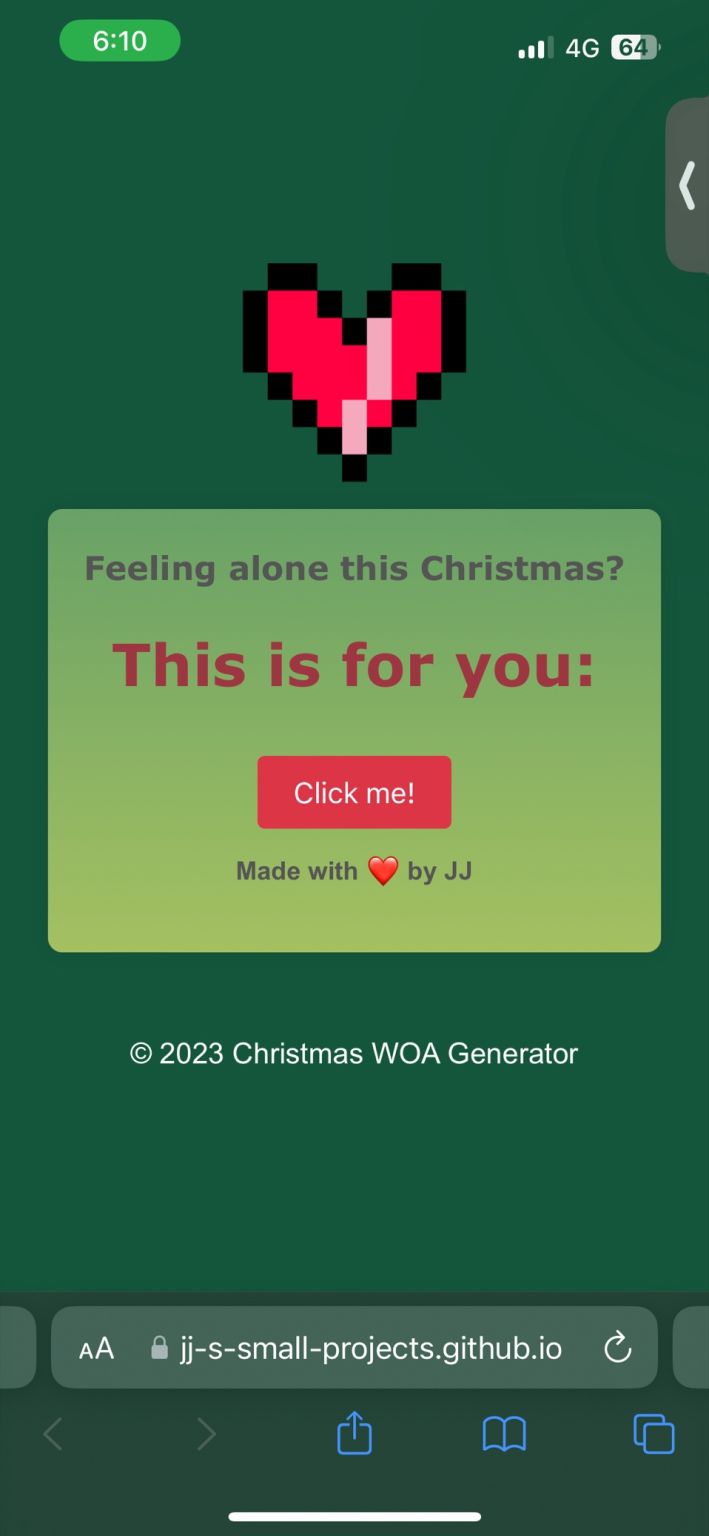 6:10
4G 64
Feeling alone this Christmas?
This is for you:
Click me!
Made with ❤️ by JJ
© 2023 Christmas WOA Generator
AA jj-s-small-projects.github.io